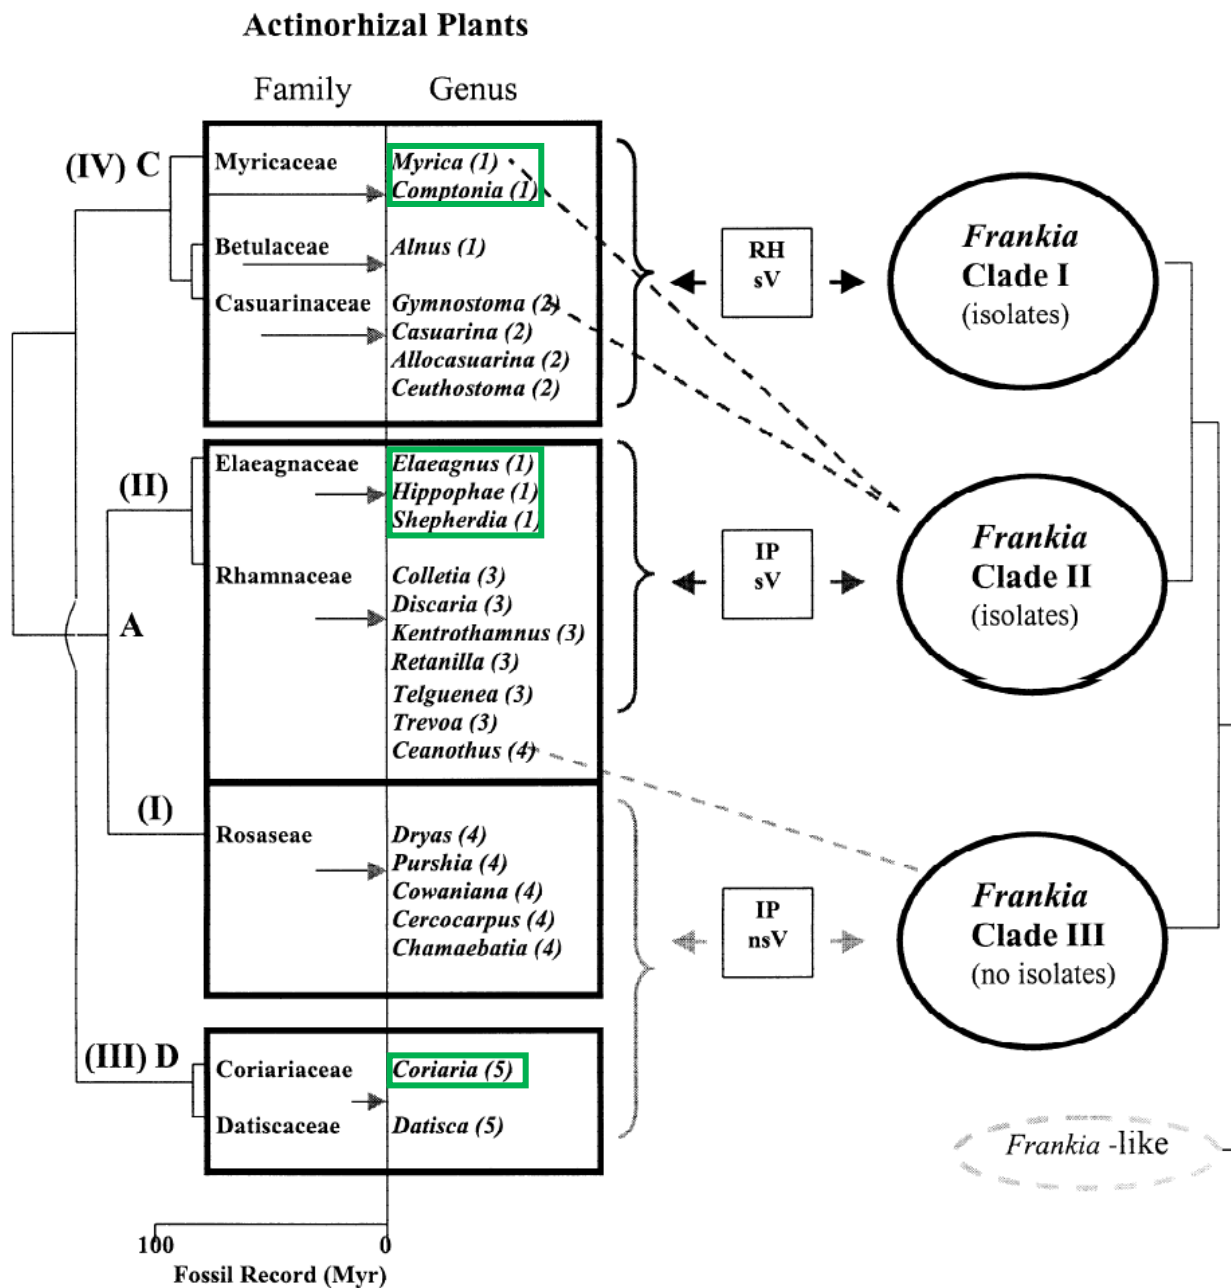 Actinorhizal Plants
Family Genus
(IV) C
Myricaceae Myrica (1)
Comptonia (1)
Betulaceae Alnus (1)
Casuarinaceae Gymnostoma (2)
Casuarina (2)
Allocasuarina (2)
Ceuthostoma (2)
RH
sV
Frankia
Clade I
(isolates)
(II)
Elaeagnaceae Elaeagnus (1)
Hippophae (1)
Shepherdia (1)
A
Rhamnaceae Colletia (3)
Discaria (3)
Kentrothamnus (3)
Retanilla (3)
Telguenea (3)
Trevoa (3)
Ceanothus (4)
IP
sV
Frankia
Clade II
(isolates)
(I)
Rosaseae Dryas (4)
Purshia (4)
Cowaniana (4)
Cercocarpus (4)
Chamaebatia (4)
IP
nsV
Frankia
Clade III
(no isolates)
(III) D
Coriariaceae Coriaria (5)
Datiscaceae Datisca (5)
Frankia -like
100 0
Fossil Record (Myr)